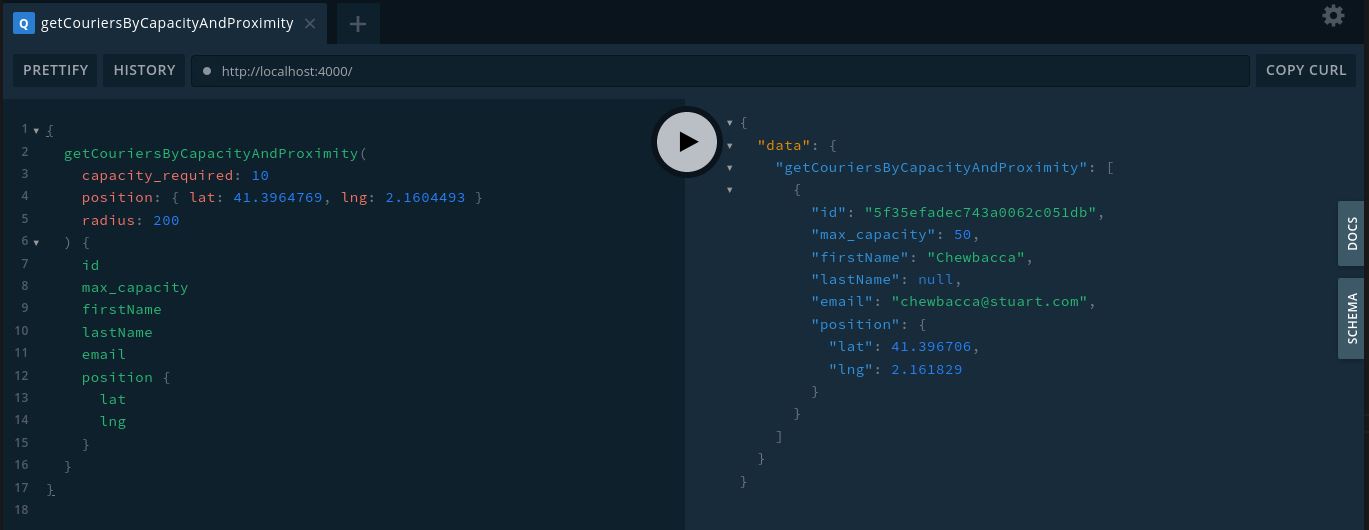 Q getCouriersByCapacityAndProximity × +
PRETTIFY HISTORY http://localhost:4000/ COPY CURL
1 {
2 getCouriersByCapacityAndProximity(
3 capacity_required: 10
4 position: { lat: 41.3964769, lng: 2.1604493 }
5 radius: 200
6 ) {
7 id
8 max_capacity
9 firstName
10 lastName
11 email
12 position {
13 lat
14 lng
15 }
16 }
17 }
18
{
"data": {
"getCouriersByCapacityAndProximity": [
{
"id": "5f35efadec743a0062c051db",
"max_capacity": 50,
"firstName": "Chewbacca",
"lastName": null,
"email": "chewbacca@stuart.com",
"position": {
"lat": 41.396706,
"lng": 2.161829
}
}
]
}
}
DOCS
SCHEMA